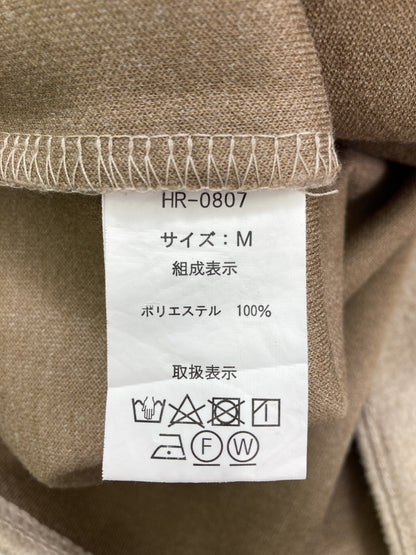 HR-0807
サイズ：M
組成表示
ポリエステル 100%
取扱表示
F W